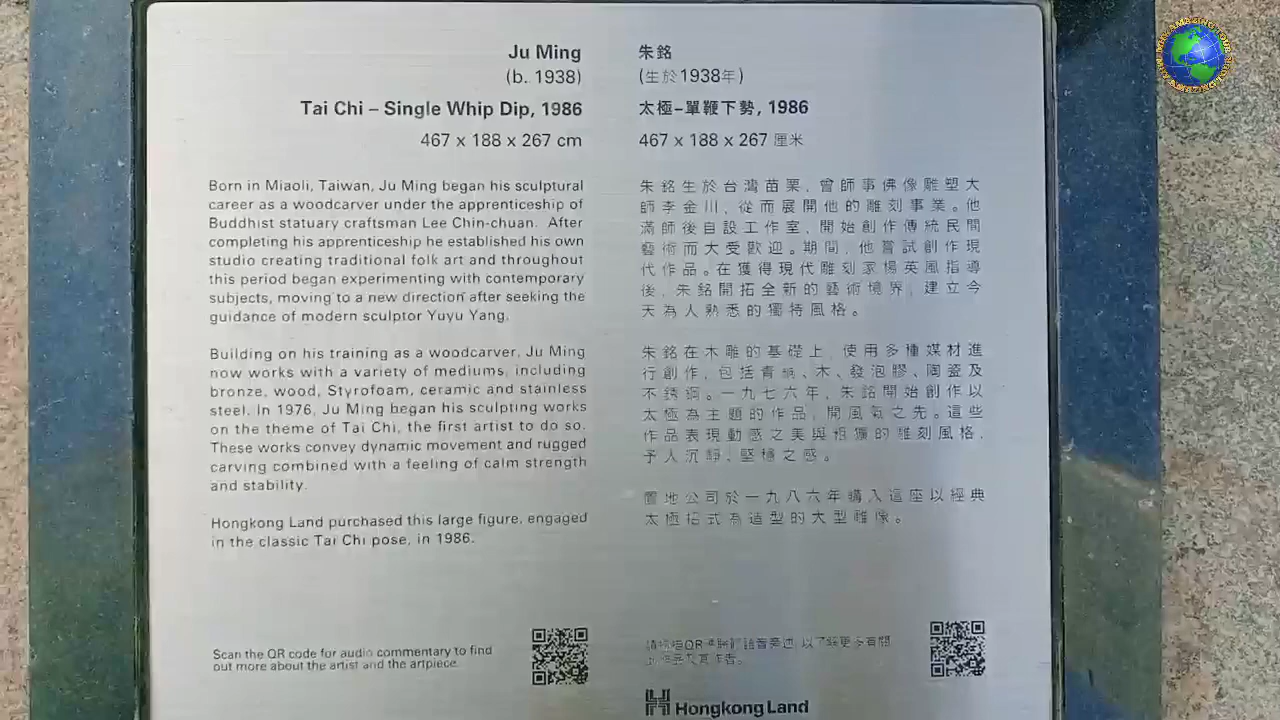 Ju Ming
(b. 1938)
Tai Chi – Single Whip Dip, 1986
467 x 188 x 267 cm
Born in Miaoli, Taiwan, Ju Ming began his sculptural
career as a woodcarver under the apprenticeship of
Buddhist statuary craftsman Lee Chin-chuan. After
completing his apprenticeship he established his own
studio creating traditional folk art and throughout
this period began experimenting with contemporary
subjects, moving to a new direction after seeking the
guidance of modern sculptor Yuyu Yang.
Building on his training as a woodcarver, Ju Ming
now works with a variety of mediums, including
bronze, wood, Styrofoam, ceramic and stainless
steel. In 1976, Ju Ming began his sculpting works
on the theme of Tai Chi, the first artist to do so.
These works convey dynamic movement and rugged
carving combined with a feeling of calm strength
and stability.
Hongkong Land purchased this large figure, engaged
in the classic Tai Chi pose, in 1986.
Scan the QR code for audio commentary to find
out more about the artist and the artpiece.
朱銘
(生於1938年)
太極–單鞭下勢, 1986
467 x 188 x 267 厘米
朱銘生於台灣苗栗，曾師事佛像雕塑大
師李金川，從而展開他的雕刻事業。他
滿師後自設工作室，開始創作傳統民間
藝術而大受歡迎。期間，他嘗試創作現
代作品。在獲得現代雕刻家楊英風指導
後，朱銘開拓全新的藝術境界，建立今
天為人熟悉的獨特風格。
朱銘在木雕的基礎上，使用多種媒材進
行創作，包括青銅、木、發泡膠、陶瓷及
不銹鋼。一九七六年，朱銘開始創作以
太極為主題的作品，開風氣之先。這些
作品表現動感之美與粗獷的雕刻風格，
予人沉靜、堅穩之感。
置地公司於一九八六年購入這座以經典
太極招式為造型的大型雕像。
QR
HongkongLand